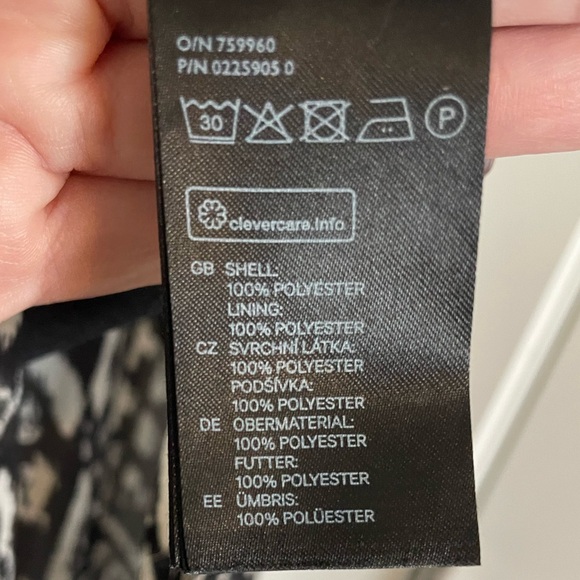 O/N 759960
P/N 0225905 0
30 P
clevercare.info
GB SHELL:
100% POLYESTER
LINING:
100% POLYESTER
CZ SVRCHNÍ LÁTKA:
100% POLYESTER
PODŠÍVKA:
100% POLYESTER
DE OBERMATERIAL:
100% POLYESTER
FUTTER:
100% POLYESTER
EE ÜMBRIS:
100% POLÜESTER